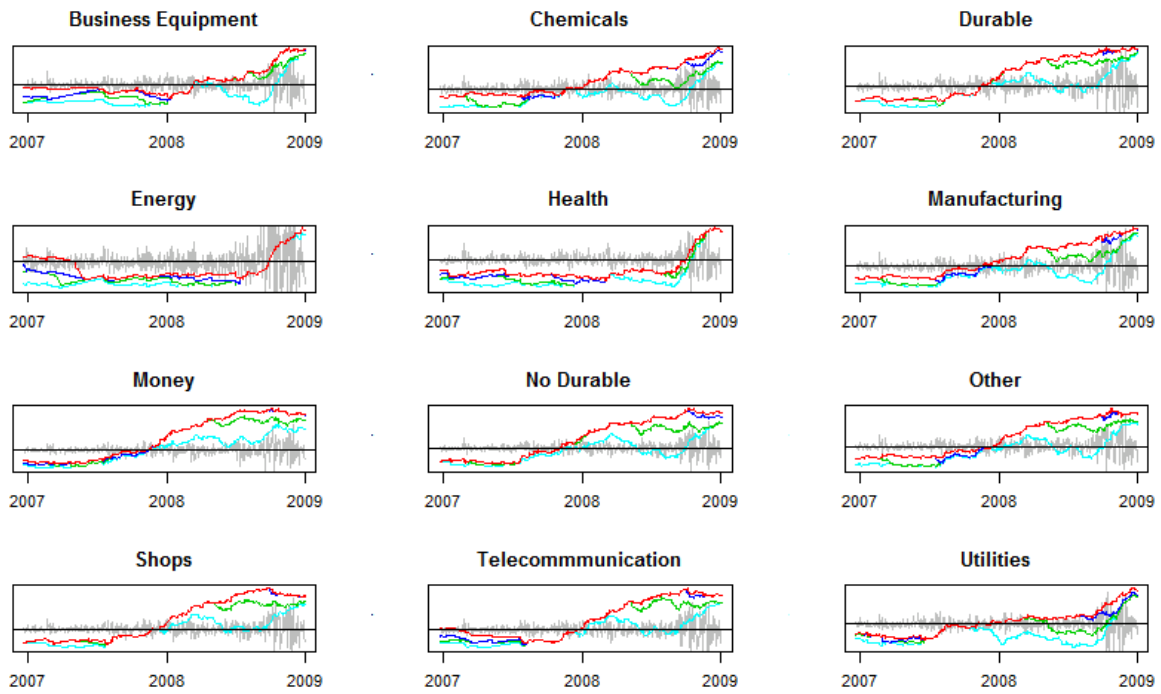 Business Equipment Chemicals Durable
2007 2008 2009 2007 2008 2009 2007 2008 2009
Energy Health Manufacturing
2007 2008 2009 2007 2008 2009 2007 2008 2009
Money No Durable Other
2007 2008 2009 2007 2008 2009 2007 2008 2009
Shops Telecommmunication Utilities
2007 2008 2009 2007 2008 2009 2007 2008 2009